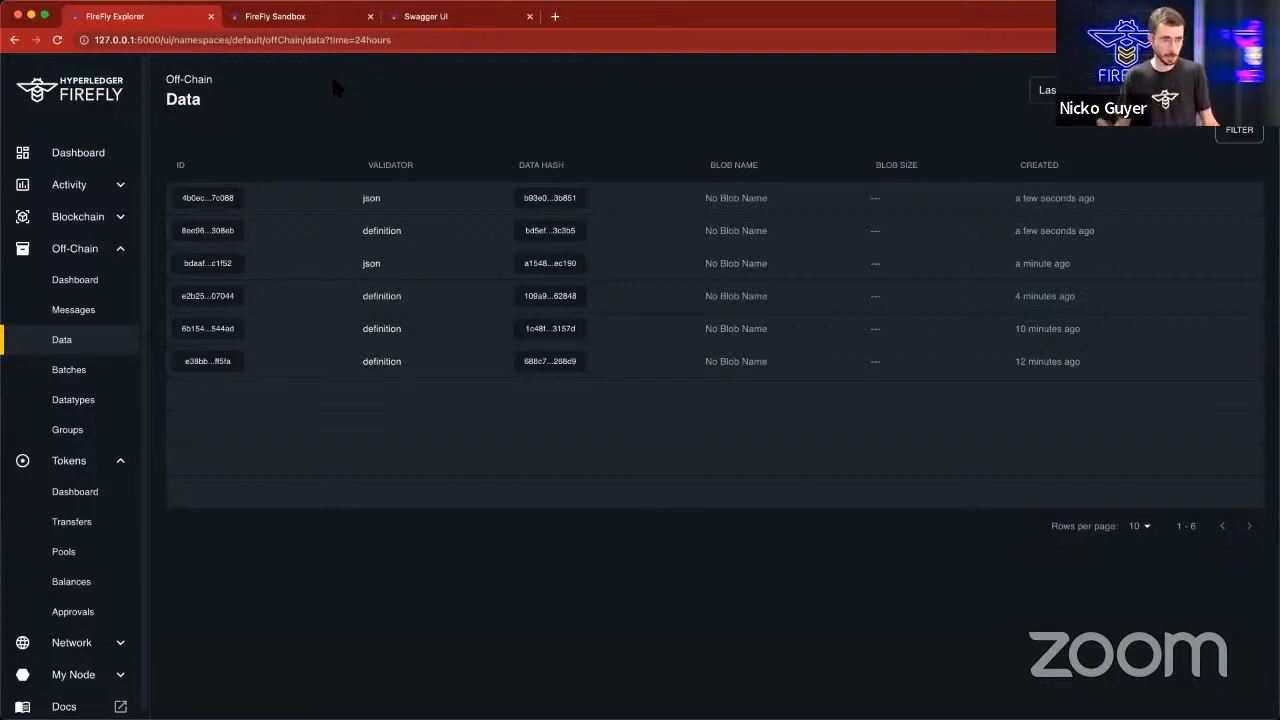 FireFly Explorer
FireFly Sandbox
Swagger UI
127.0.0.1:5000/ui/namespaces/default/offChain/data?time=24hours
HYPERLEDGER
FIREFLY
Off-Chain
Data
Las
FIREF
Nicko Guyer
FILTER
Dashboard
Activity
Blockchain
Off-Chain
Dashboard
Messages
Data
Batches
Datatypes
Groups
Tokens
Dashboard
Transfers
Pools
Balances
Approvals
Network
My Node
Docs
ID VALIDATOR DATA HASH BLOB NAME BLOB SIZE CREATED
4b0ec...7c088 json b93e0...3b851 No Blob Name --- a few seconds ago
8ee96...308eb definition bd5ef...3c3b5 No Blob Name --- a few seconds ago
bdaaf...c1f52 json a1548...ec190 No Blob Name --- a minute ago
e2b25...07044 definition 109a9...62848 No Blob Name --- 4 minutes ago
6b154...544ad definition 1c48f...3157d No Blob Name --- 10 minutes ago
e38bb...ff5fa definition 688c7...268d9 No Blob Name --- 12 minutes ago
Rows per page: 10 1 - 6
zoom